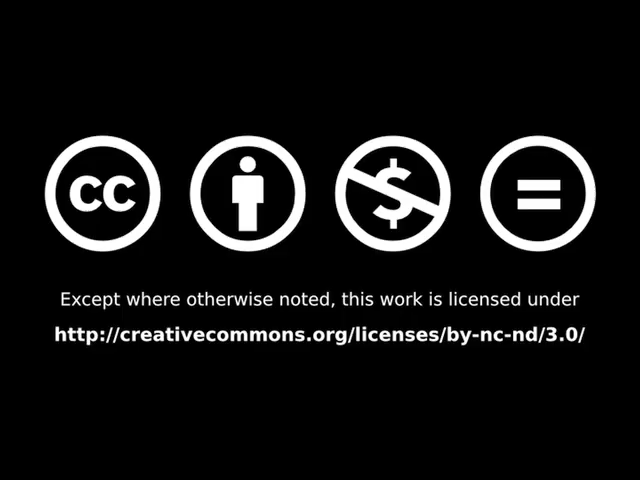 cc
$
=
Except where otherwise noted, this work is licensed under
http://creativecommons.org/licenses/by-nc-nd/3.0/